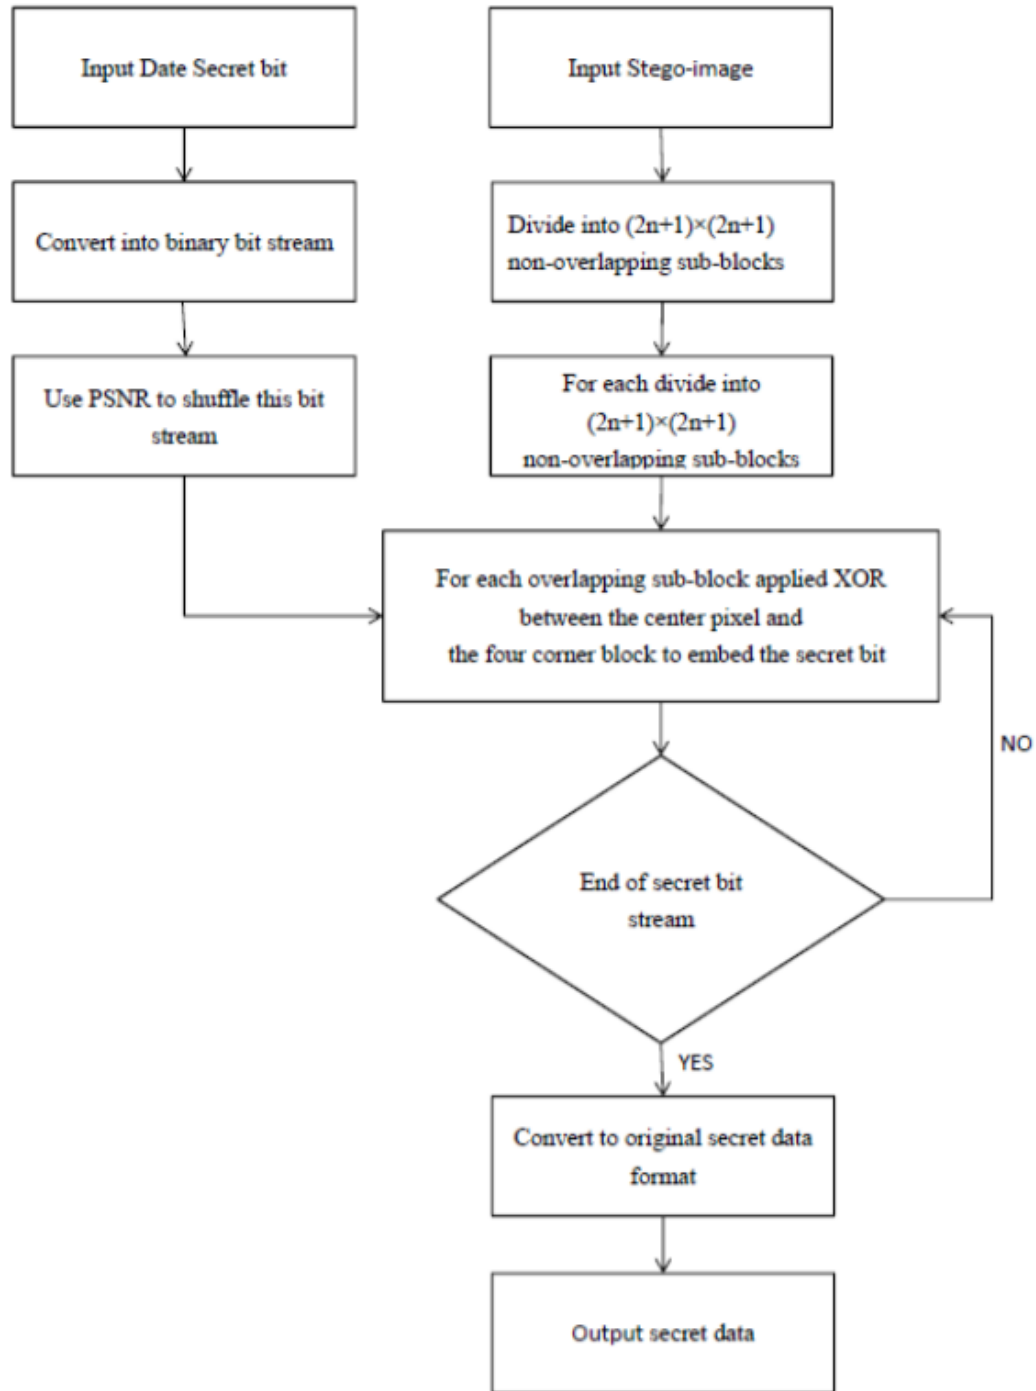 Input Date Secret bit
Input Stego-image
Convert into binary bit stream
Divide into (2n+1)×(2n+1)
non-overlapping sub-blocks
Use PSNR to shuffle this bit
stream
For each divide into
(2n+1)×(2n+1)
non-overlapping sub-blocks
For each overlapping sub-block applied XOR
between the center pixel and
the four corner block to embed the secret bit
NO
End of secret bit
stream
YES
Convert to original secret data
format
Output secret data